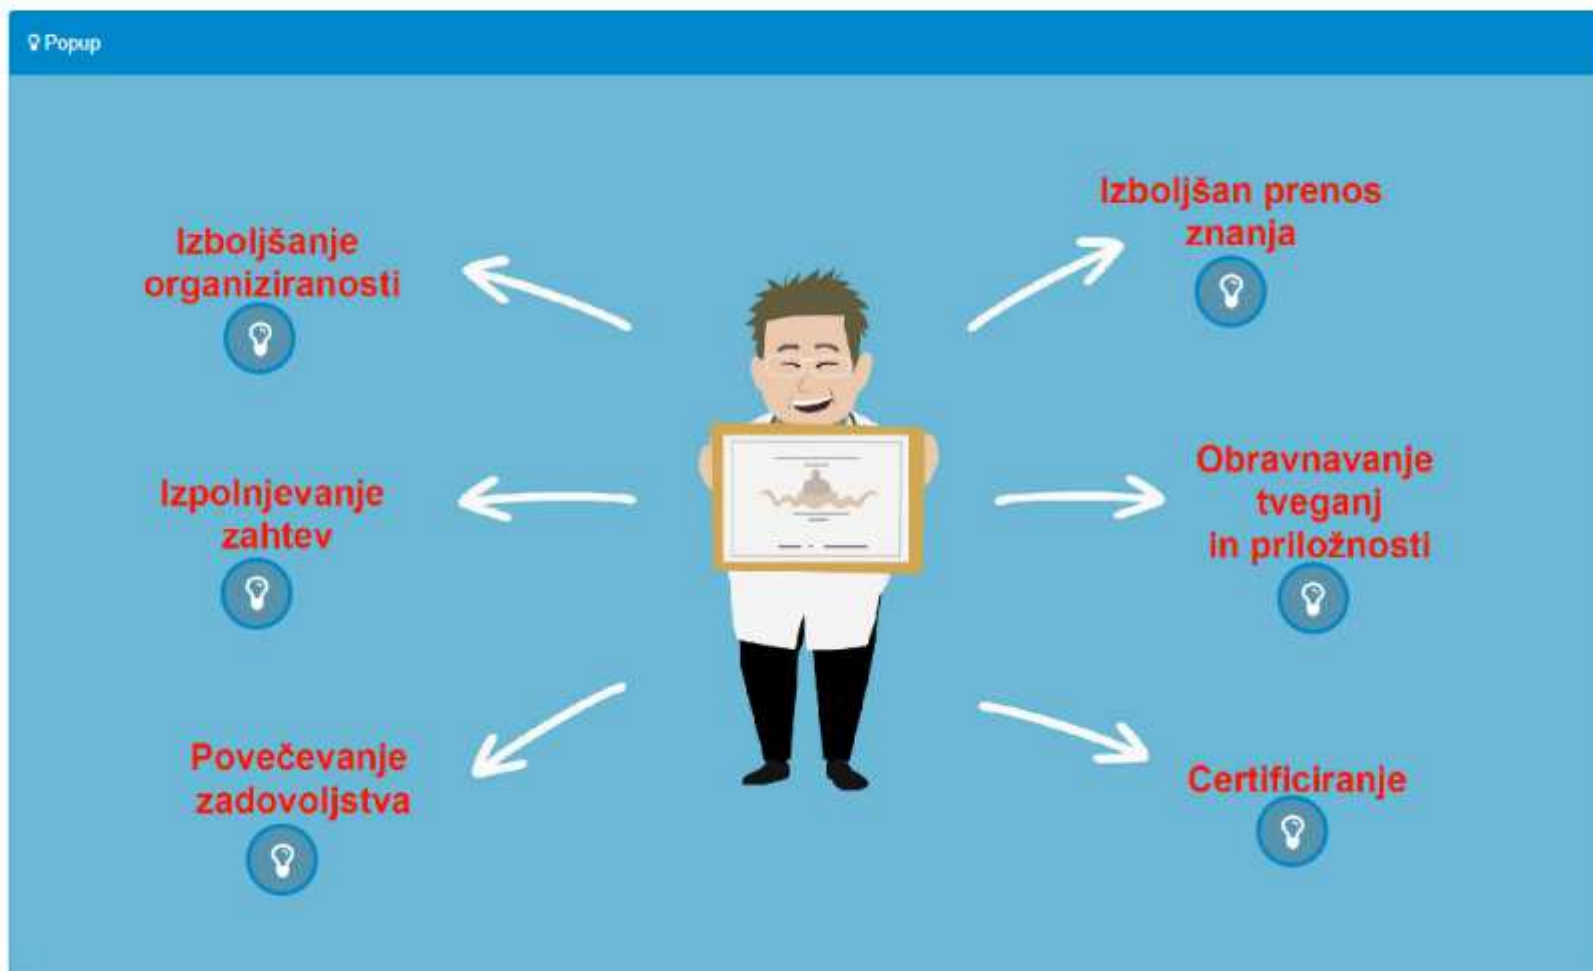 Popup
Izboljšanje
organiziranosti
Izboljšan prenos
znanja
Izpolnjevanje
zahtev
Obravnavanje
tveganj
in priložnosti
Povečevanje
zadovoljstva
Certificiranje